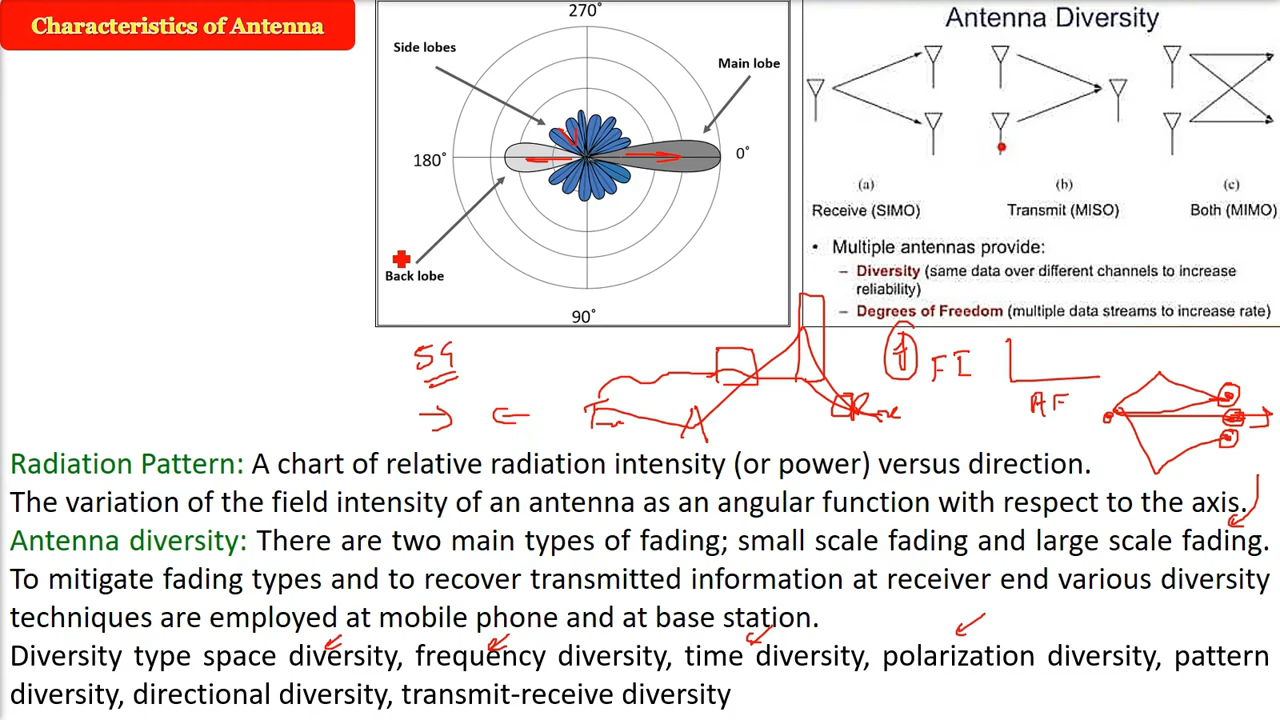 Characteristics of Antenna
270°
Side lobes
Main lobe
180°
0°
Back lobe
90°
Antenna Diversity
(a)
(b)
(c)
Receive (SIMO)
Transmit (MISO)
Both (MIMO)
• Multiple antennas provide:
– Diversity (same data over different channels to increase
reliability)
– Degrees of Freedom (multiple data streams to increase rate)
5G
FI
AF
Radiation Pattern: A chart of relative radiation intensity (or power) versus direction.
The variation of the field intensity of an antenna as an angular function with respect to the axis.
Antenna diversity: There are two main types of fading; small scale fading and large scale fading.
To mitigate fading types and to recover transmitted information at receiver end various diversity
techniques are employed at mobile phone and at base station.
Diversity type space diversity, frequency diversity, time diversity, polarization diversity, pattern
diversity, directional diversity, transmit-receive diversity